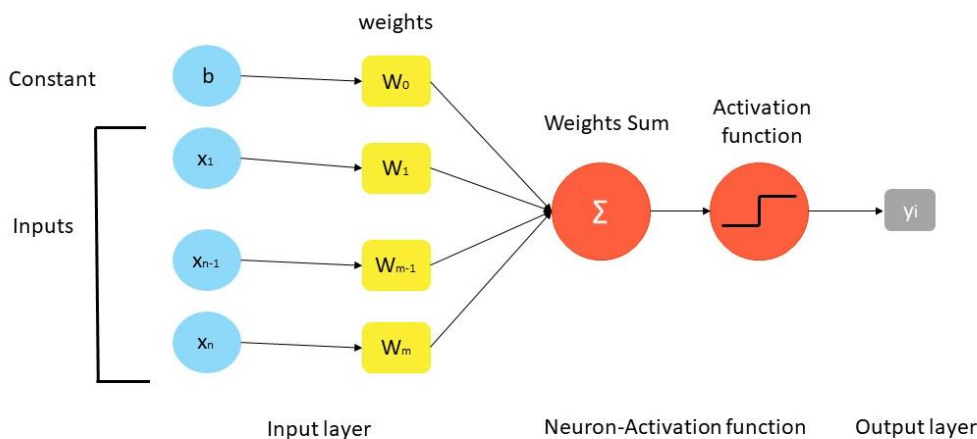 weights
Constant
b
W₀
Weights Sum
Activation
function
x₁
W₁
Inputs
Σ
yi
xₙ₋₁
Wₘ₋₁
xₙ
Wₘ
Input layer
Neuron-Activation function
Output layer